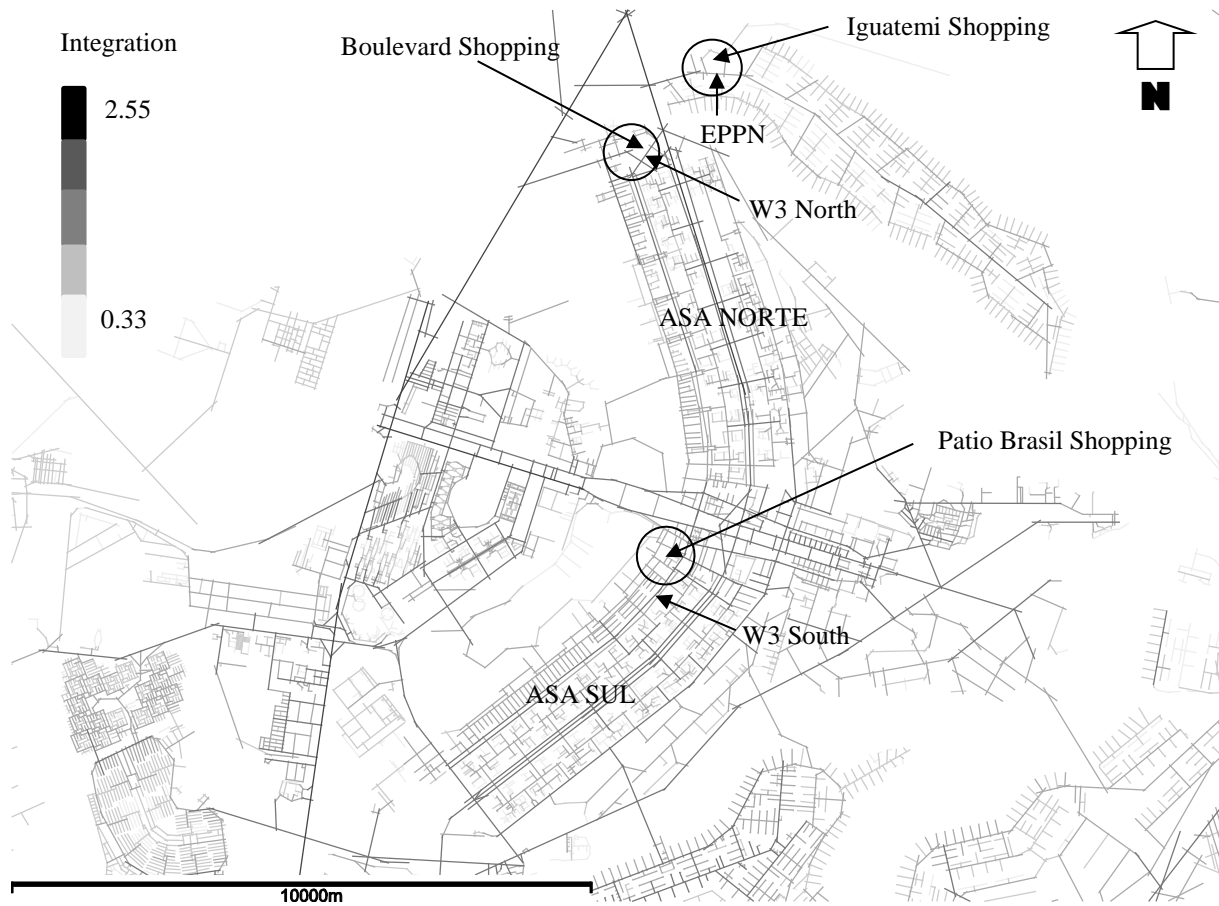 Iguatemi Shopping
Integration
Boulevard Shopping
2.55
N
EPPN
W3 North
0.33
ASA NORTE
Patio Brasil Shopping
W3 South
ASA SUL
10000m